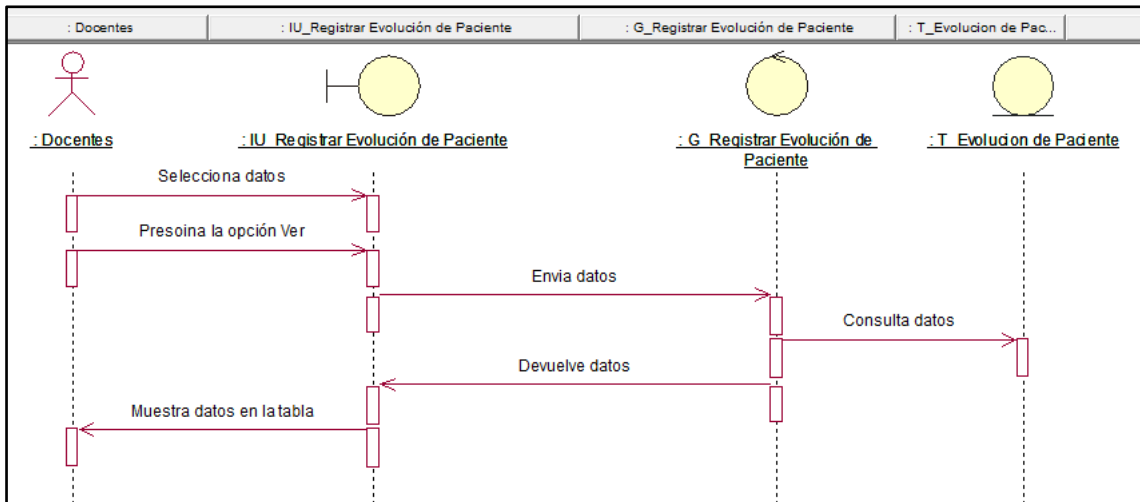 : Docentes
: IU_Registrar Evolución de Paciente
: G_Registrar Evolución de Paciente
: T_Evolucion de Pac...
: Docentes
: IU_Registrar Evolución de Paciente
: G_Registrar Evolución de
Paciente
: T_Evolucion de Paciente
Selecciona datos
Presoina la opción Ver
Envia datos
Consulta datos
Devuelve datos
Muestra datos en la tabla